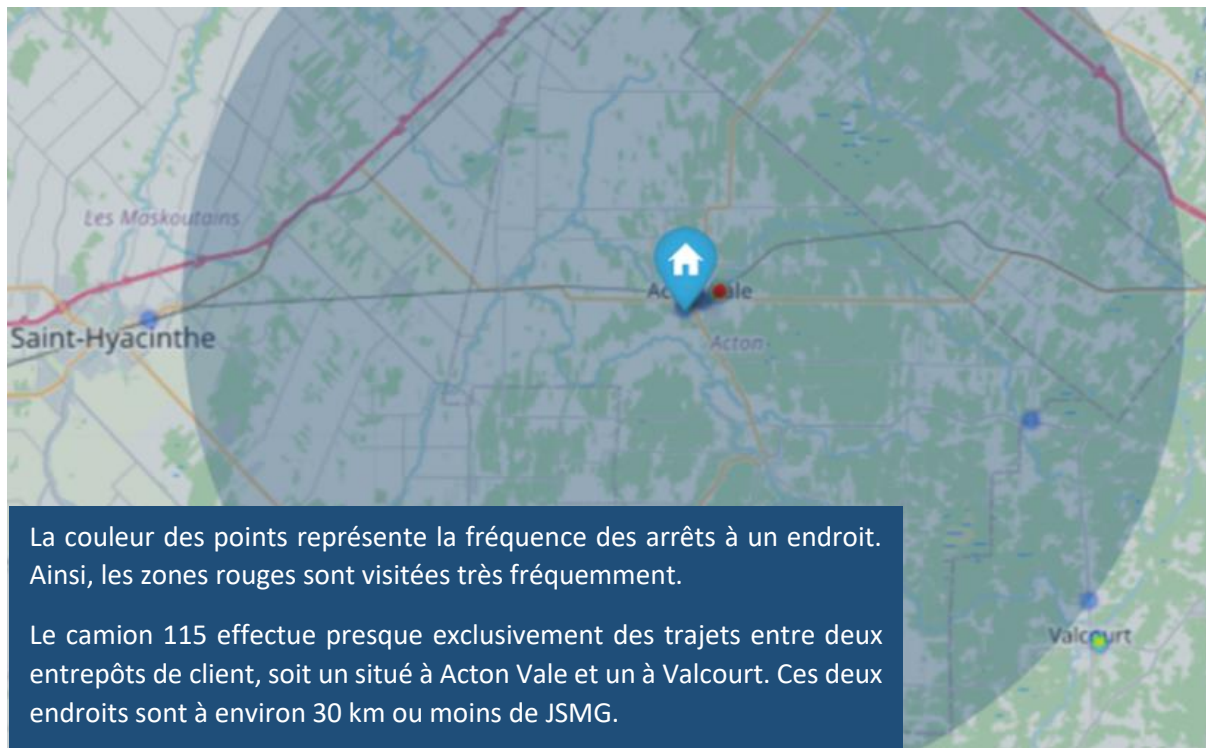 Les Maskoutains
Saint-Hyacinthe
Acton
Valcourt
La couleur des points représente la fréquence des arrêts à un endroit.
Ainsi, les zones rouges sont visitées très fréquemment.
Le camion 115 effectue presque exclusivement des trajets entre deux
entrepôts de client, soit un situé à Acton Vale et un à Valcourt. Ces deux
endroits sont à environ 30 km ou moins de JSMG.